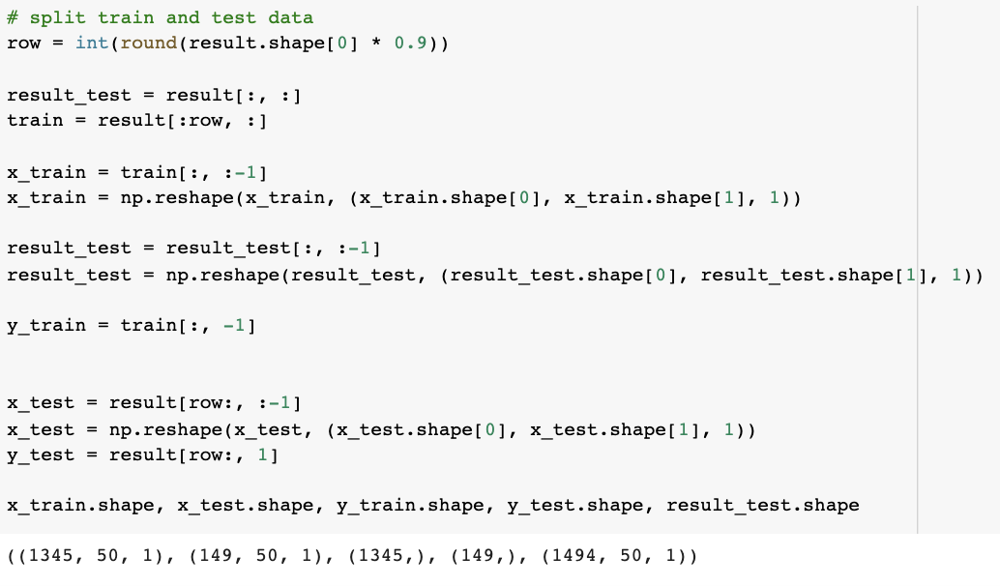 # split train and test data
row = int(round(result.shape[0] * 0.9))
result_test = result[:, :]
train = result[:row, :]
x_train = train[:, :-1]
x_train = np.reshape(x_train, (x_train.shape[0], x_train.shape[1], 1))
result_test = result_test[:, :-1]
result_test = np.reshape(result_test, (result_test.shape[0], result_test.shape[1], 1))
y_train = train[:, -1]
x_test = result[row:, :-1]
x_test = np.reshape(x_test, (x_test.shape[0], x_test.shape[1], 1))
y_test = result[row:, 1]
x_train.shape, x_test.shape, y_train.shape, y_test.shape, result_test.shape
((1345, 50, 1), (149, 50, 1), (1345,), (149,), (1494, 50, 1))